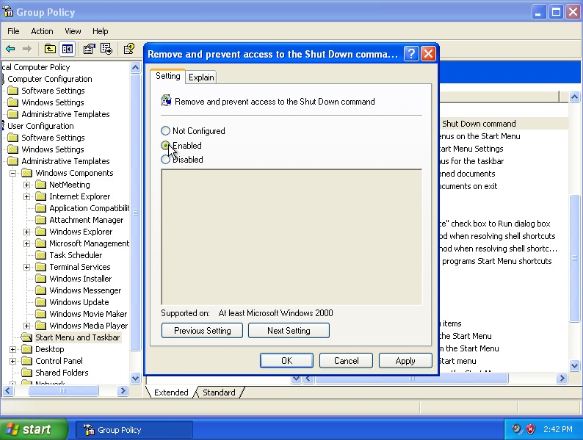 Group Policy
File Action View Help
Remove and prevent access to the Shut Down comma...
Setting Explain
Remove and prevent access to the Shut Down command
Not Configured
Enabled
Disabled
Supported on: At least Microsoft Windows 2000
Previous Setting Next Setting
OK Cancel Apply
cal Computer Policy
Computer Configuration
Software Settings
Windows Settings
Administrative Templates
User Configuration
Software Settings
Windows Settings
Administrative Templates
Windows Components
NetMeeting
Internet Explorer
Application Compatibilit
Attachment Manager
Windows Explorer
Microsoft Management
Task Scheduler
Terminal Services
Windows Installer
Windows Messenger
Windows Update
Windows Movie Maker
Windows Media Player
Start Menu and Taskbar
Desktop
Control Panel
Shared Folders
Network
Shut Down command
enus on the Start Menu
rt Menu Settings
us for the taskbar
ened documents
cuments on exit
e" check box to Run dialog box
od when resolving shell shortcuts
hod when resolving shell shortc...
programs Start Menu shortcuts
items
the Start Menu
n the Start Menu
tart menu
the Start Menu
Extended Standard
start Group Policy 2:42 PM